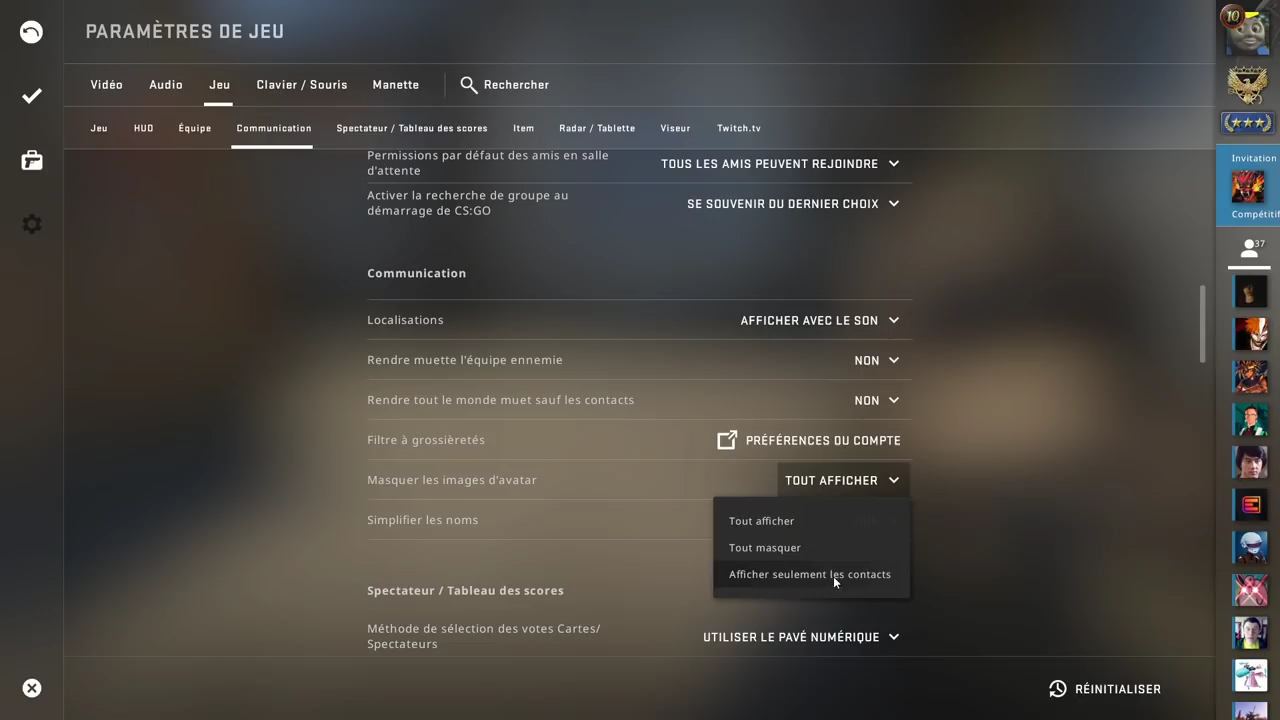 PARAMÈTRES DE JEU
Vidéo
Audio
Jeu
Clavier / Souris
Manette
Rechercher
Jeu
HUD
Équipe
Communication
Spectateur / Tableau des scores
Item
Radar / Tablette
Viseur
Twitch.tv
Permissions par défaut des amis en salle
d'attente
TOUS LES AMIS PEUVENT REJOINDRE
Activer la recherche de groupe au
démarrage de CS:GO
SE SOUVENIR DU DERNIER CHOIX
Communication
Localisations
AFFICHER AVEC LE SON
Rendre muette l'équipe ennemie
NON
Rendre tout le monde muet sauf les contacts
NON
Filtre à grossièretés
PRÉFÉRENCES DU COMPTE
Masquer les images d'avatar
TOUT AFFICHER
Simplifier les noms
Tout afficher
Tout masquer
Afficher seulement les contacts
Spectateur / Tableau des scores
Méthode de sélection des votes Cartes/
Spectateurs
UTILISER LE PAVÉ NUMÉRIQUE
RÉINITIALISER
10
Invitation
Compétitif
37